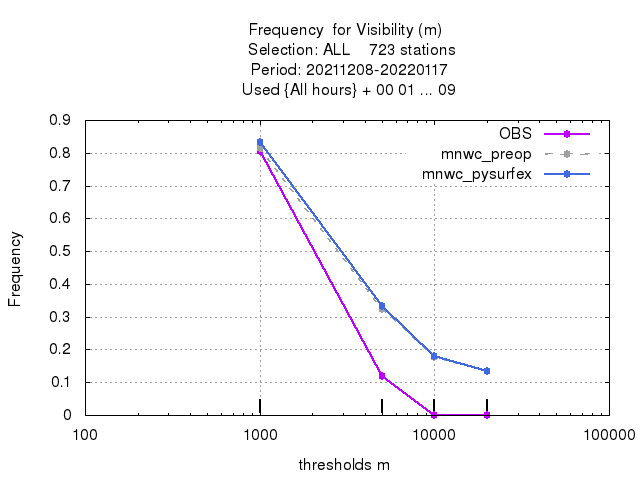 Frequency  for Visibility (m)
Selection: ALL    723 stations
Period: 20211208-20220117
Used {All hours} + 00 01 ... 09
OBS
mnwc_preop
mnwc_pysurfex
Frequency
0.9
0.8
0.7
0.6
0.5
0.4
0.3
0.2
0.1
0
100
1000
10000
100000
thresholds m